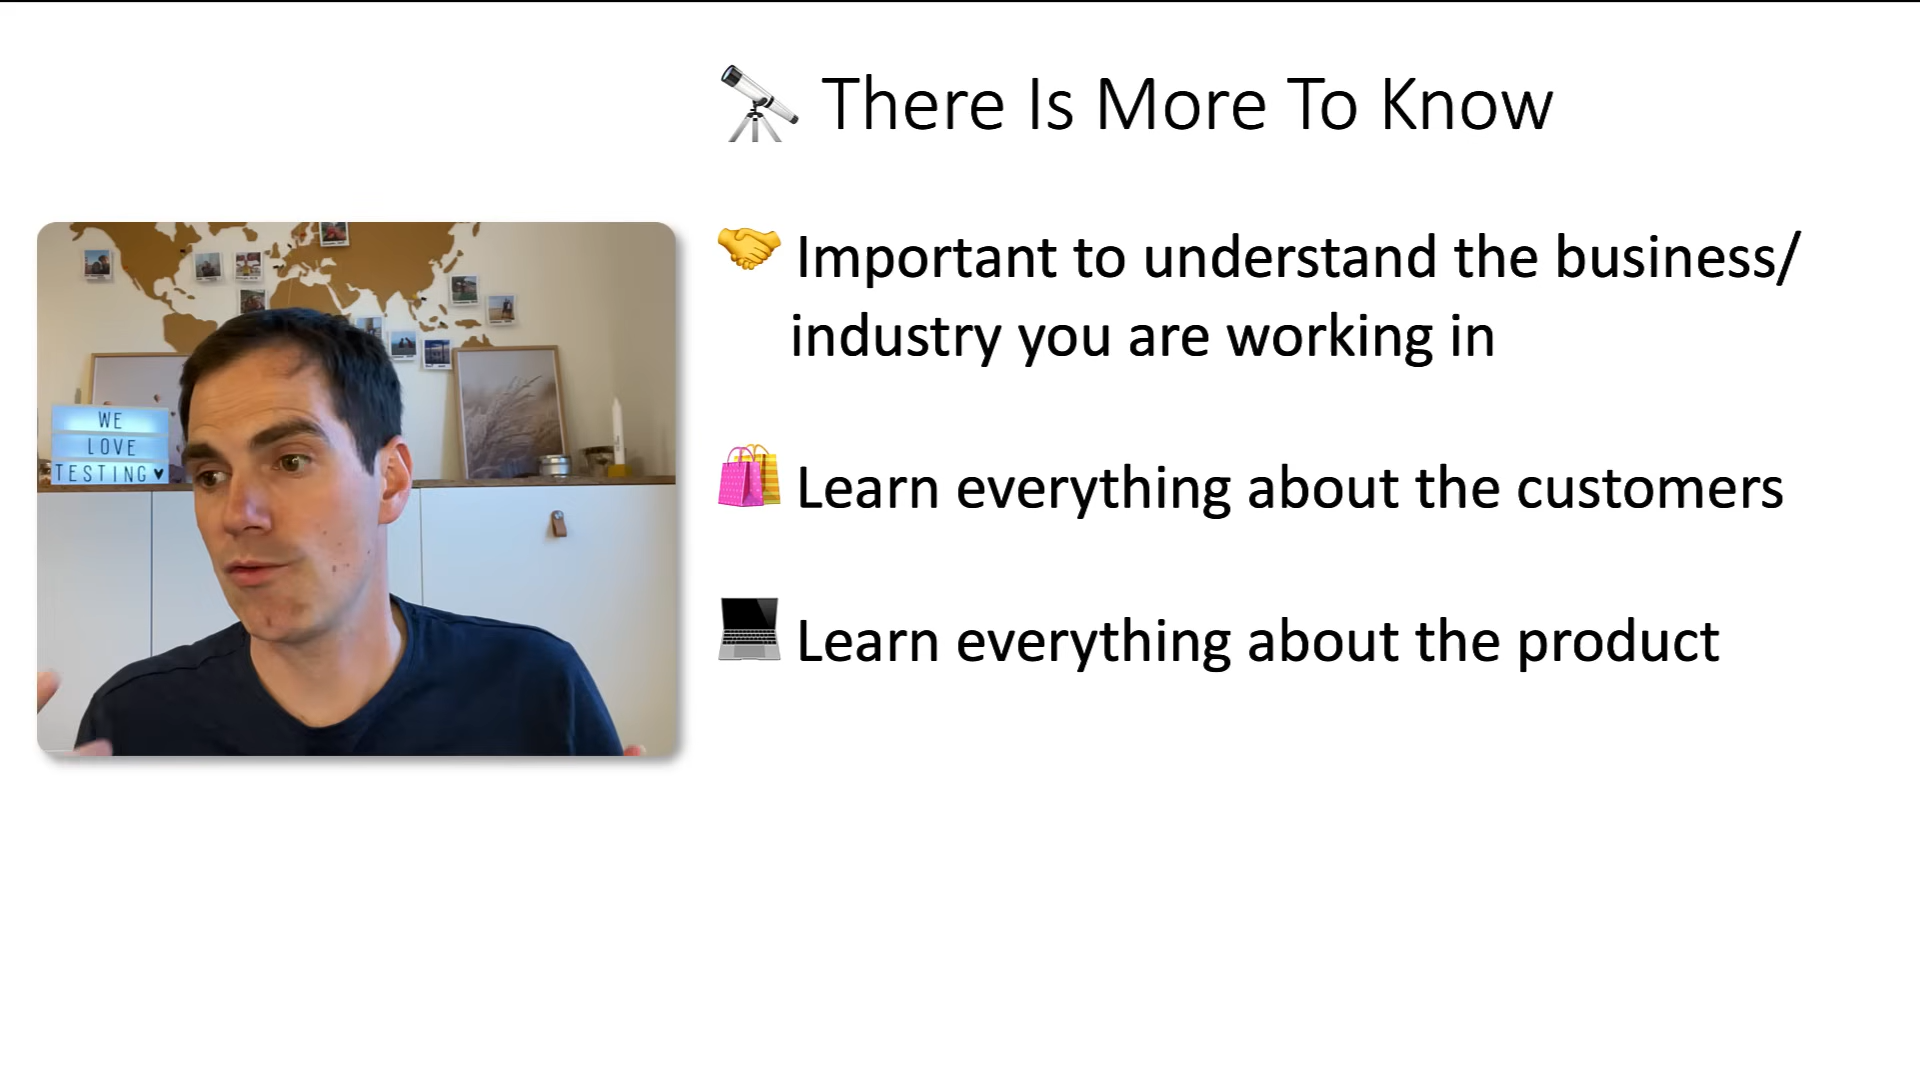 There Is More To Know
Important to understand the business/
industry you are working in
Learn everything about the customers
Learn everything about the product
WE
LOVE
TESTING♥